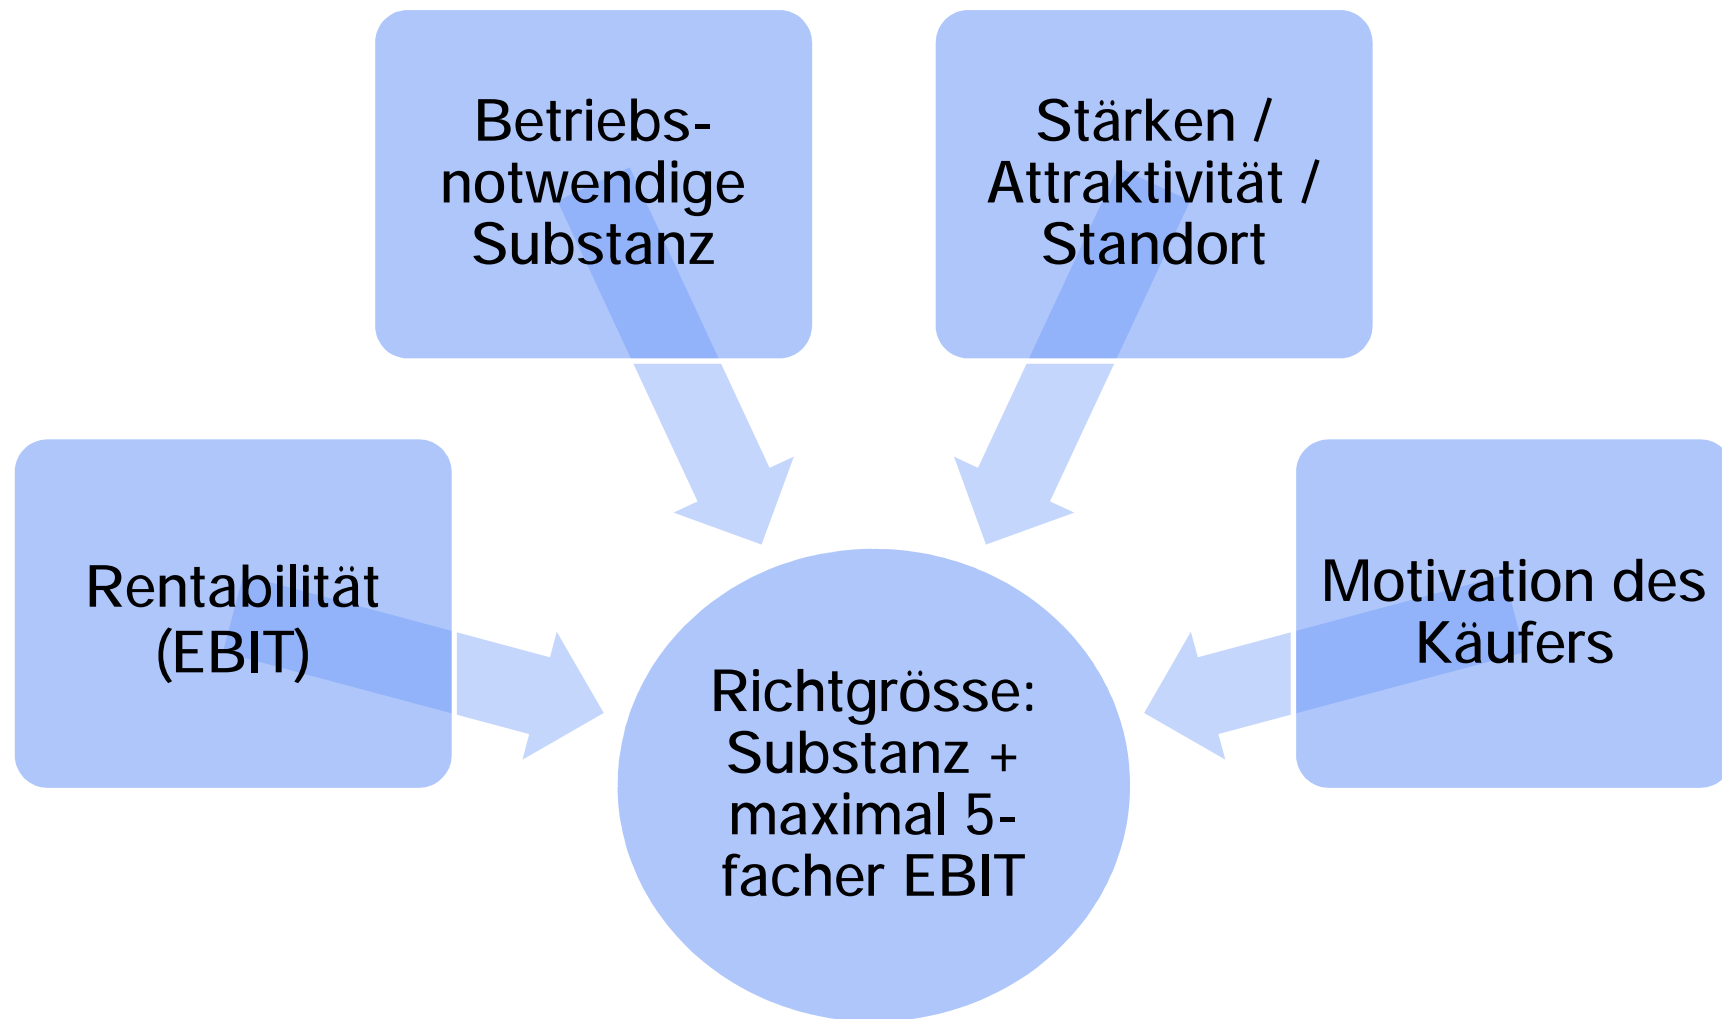 Betriebs-
notwendige
Substanz
Stärken /
Attraktivität /
Standort
Rentabilität
(EBIT)
Motivation des
Käufers
Richtgrösse:
Substanz +
maximal 5-
facher EBIT